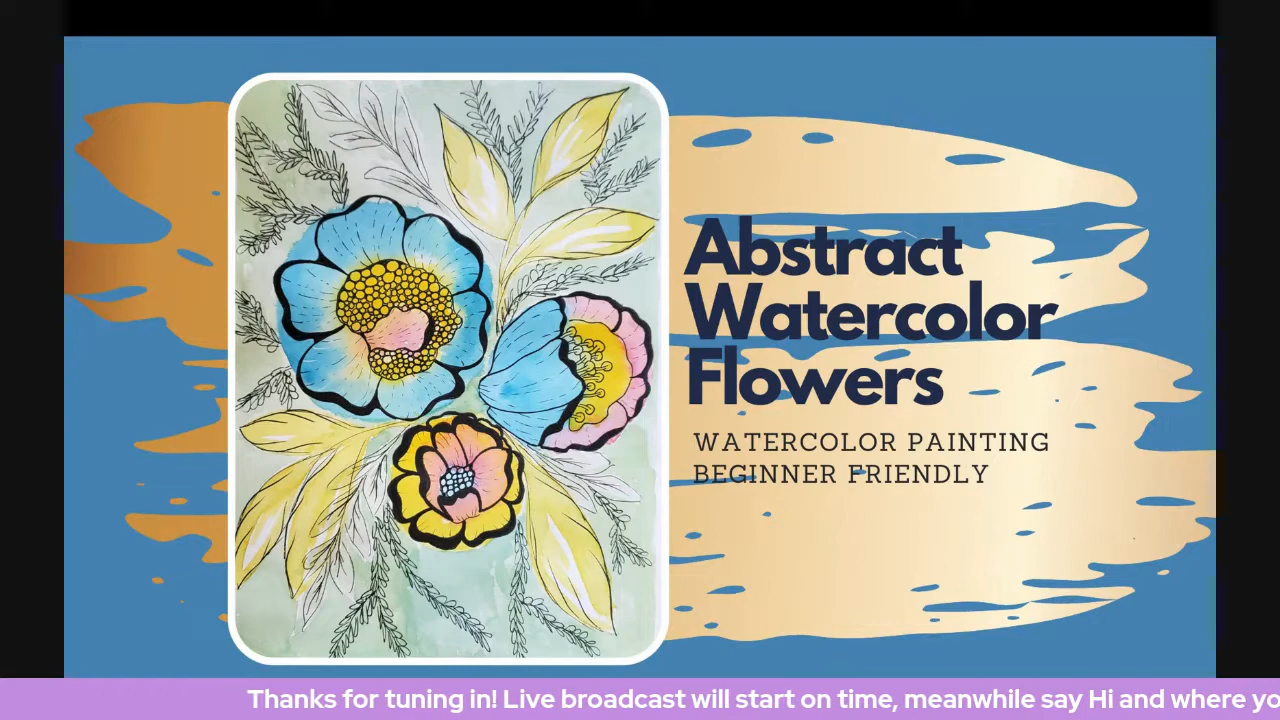 Abstract
Watercolor
Flowers
WATERCOLOR PAINTING
BEGINNER FRIENDLY
Thanks for tuning in! Live broadcast will start on time, meanwhile say Hi and where